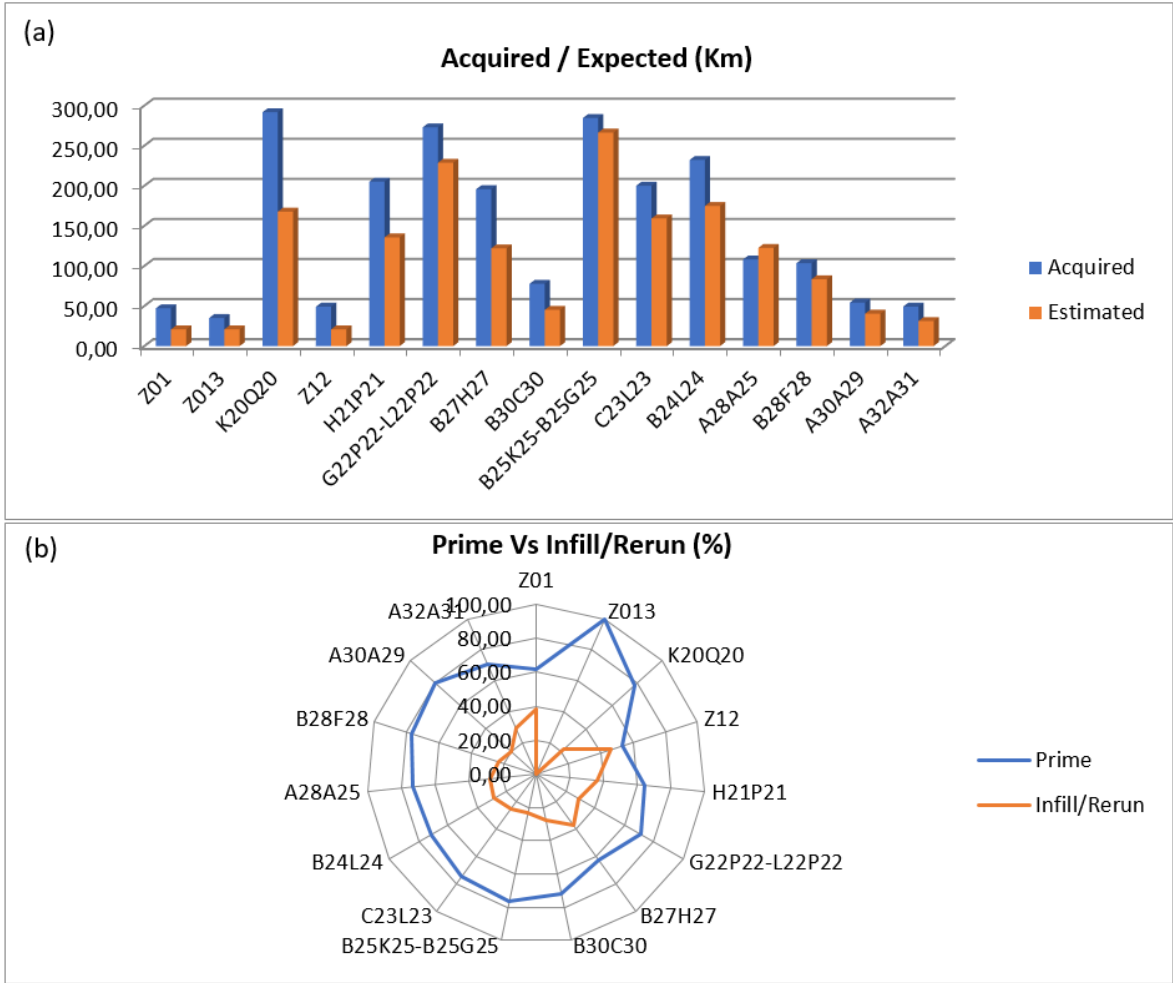 (a)
Acquired / Expected (Km)
300,00
250,00
200,00
150,00
100,00
50,00
0,00
Z01
Z013
K20Q20
Z12
H21P21
G22P22-L22P22
B27H27
B30C30
B25K25-B25G25
C23L23
B24L24
A28A25
B28F28
A30A29
A32A31
Acquired
Estimated
(b)
Prime Vs Infill/Rerun (%)
Z01
Z013
K20Q20
Z12
H21P21
G22P22-L22P22
B27H27
B30C30
B25K25-B25G25
C23L23
B24L24
A28A25
B28F28
A30A29
A32A31
100,00
80,00
60,00
40,00
20,00
0,00
Prime
Infill/Rerun